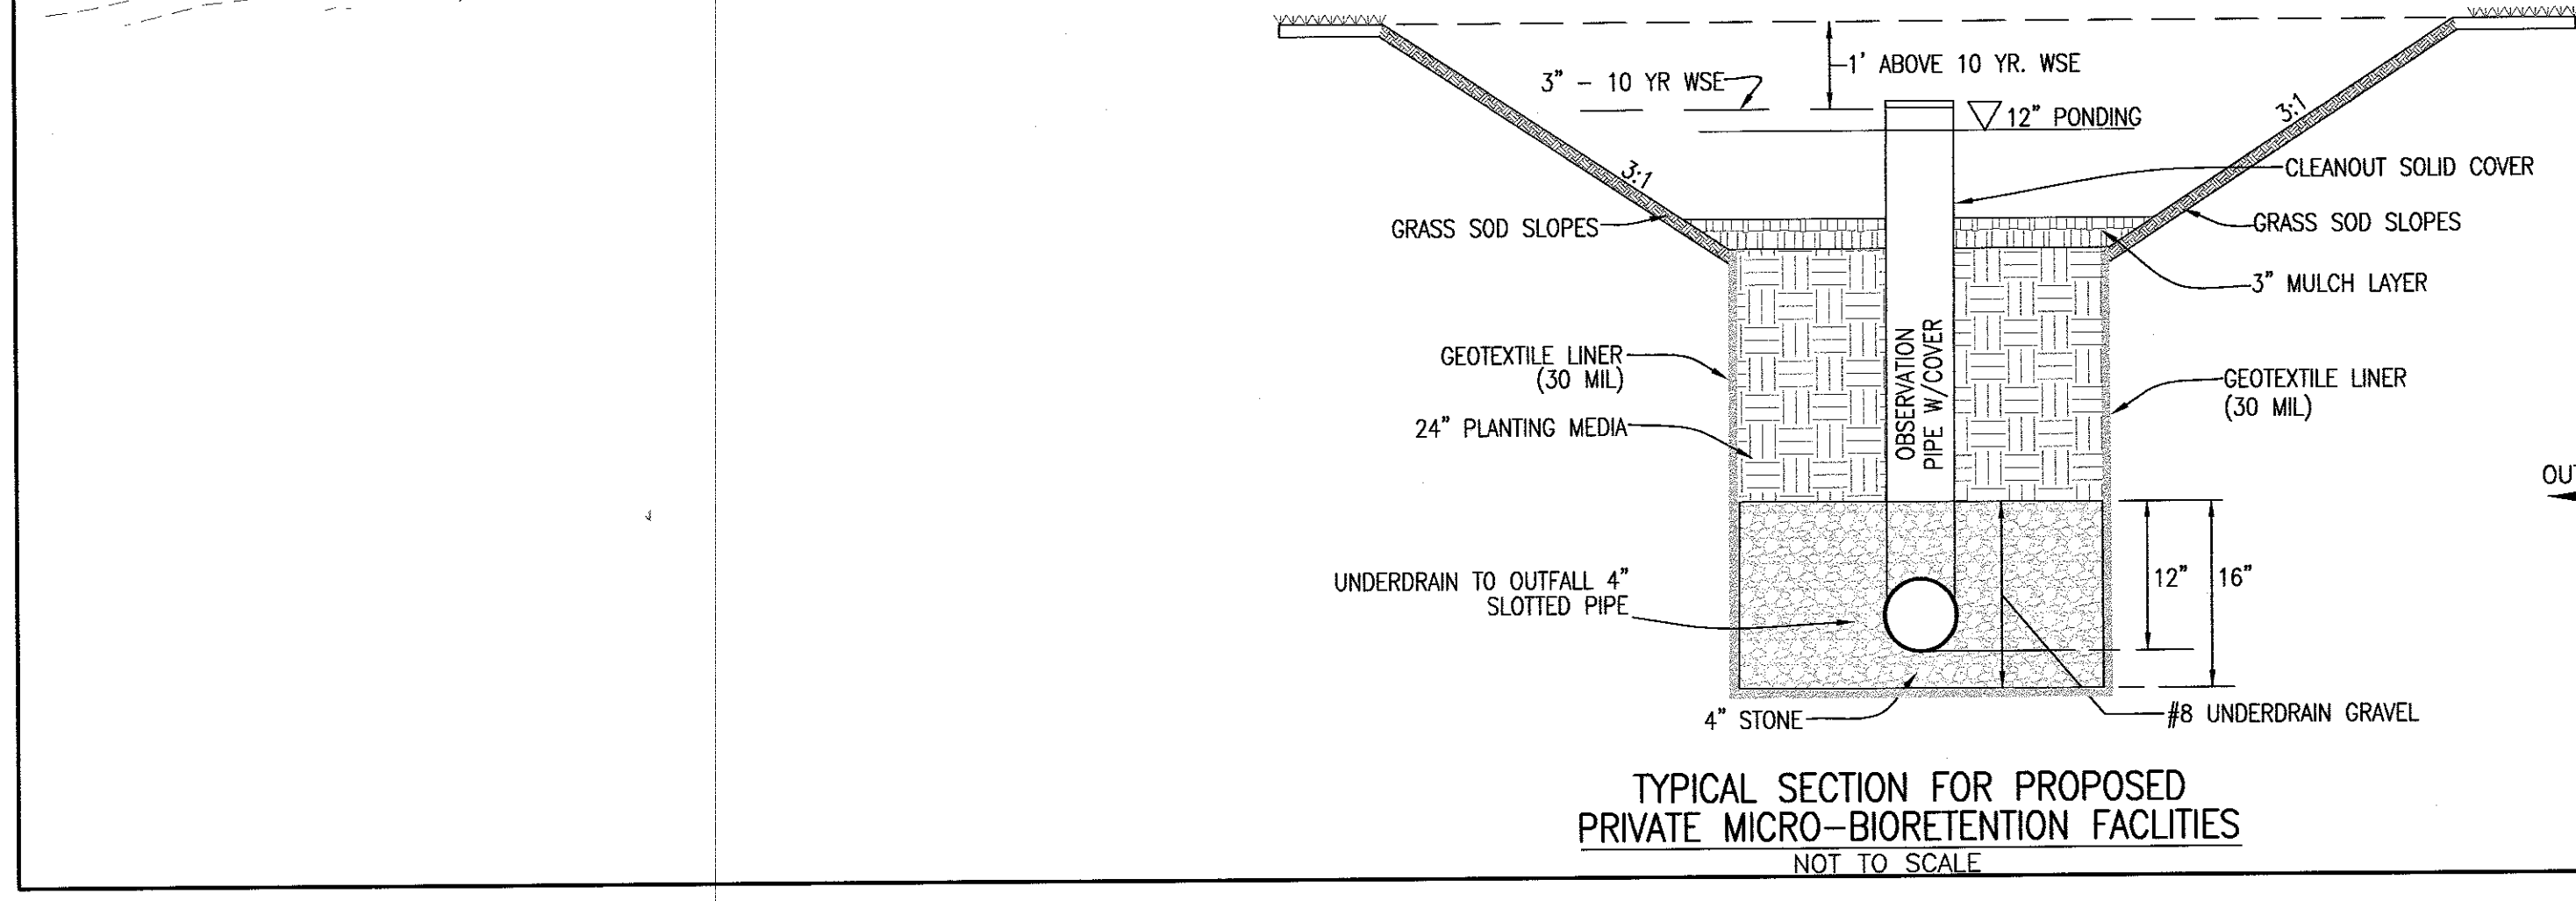 3" - 10 YR WSE
1' ABOVE 10 YR. WSE
12" PONDING
3:1
3:1
CLEANOUT SOLID COVER
GRASS SOD SLOPES
GRASS SOD SLOPES
3" MULCH LAYER
GEOTEXTILE LINER
(30 MIL)
OBSERVATION
PIPE W/COVER
GEOTEXTILE LINER
(30 MIL)
24" PLANTING MEDIA
UNDERDRAIN TO OUTFALL 4"
SLOTTED PIPE
12"
16"
4" STONE
#8 UNDERDRAIN GRAVEL
TYPICAL SECTION FOR PROPOSED
PRIVATE MICRO-BIORETENTION FACLITIES
NOT TO SCALE